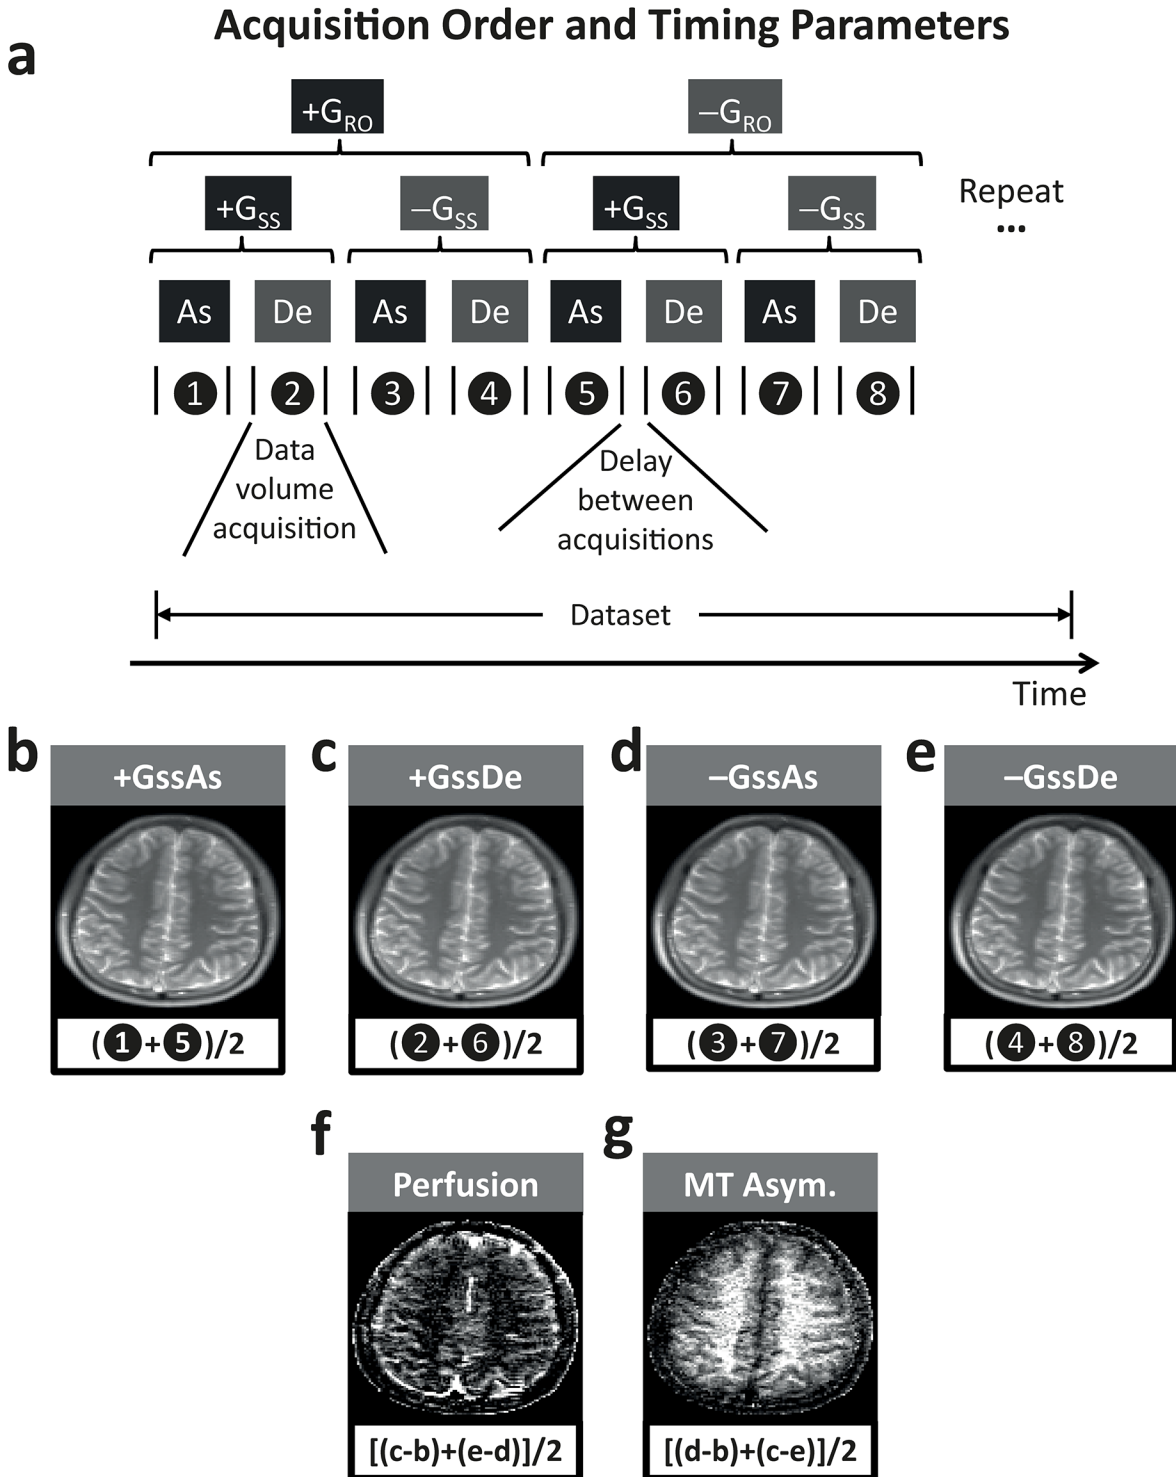 Acquisition Order and Timing Parameters
a
+GRO –GRO
+GSS –GSS +GSS –GSS
Repeat
...
As De As De As De As De
1 2 3 4 5 6 7 8
Data
volume
acquisition
Delay
between
acquisitions
Dataset
Time
b c d e
+GssAs +GssDe –GssAs –GssDe
(1+5)/2 (2+6)/2 (3+7)/2 (4+8)/2
f g
Perfusion MT Asym.
[(c-b)+(e-d)]/2 [(d-b)+(c-e)]/2